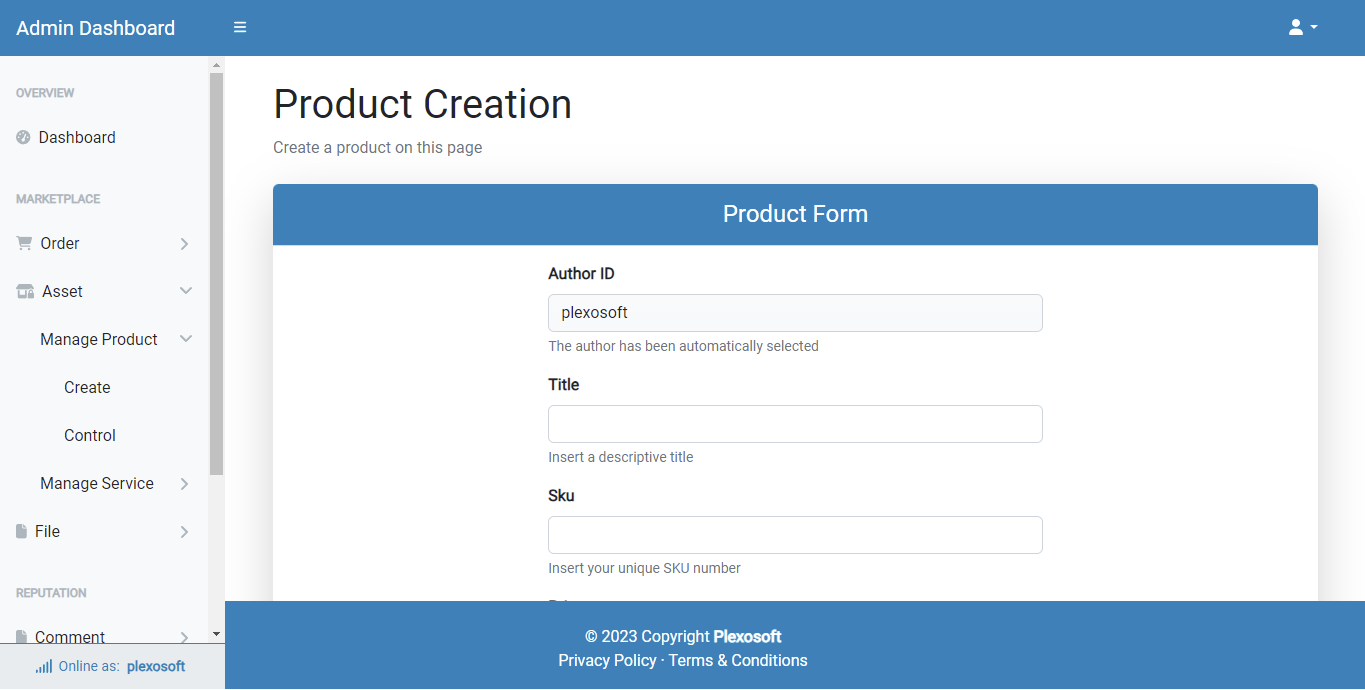 Admin Dashboard
OVERVIEW
Dashboard
MARKETPLACE
Order
Asset
Manage Product
Create
Control
Manage Service
File
REPUTATION
Comment
Online as: plexosoft
Product Creation
Create a product on this page
Product Form
Author ID
plexosoft
The author has been automatically selected
Title
Insert a descriptive title
Sku
Insert your unique SKU number
© 2023 Copyright Plexosoft
Privacy Policy · Terms & Conditions